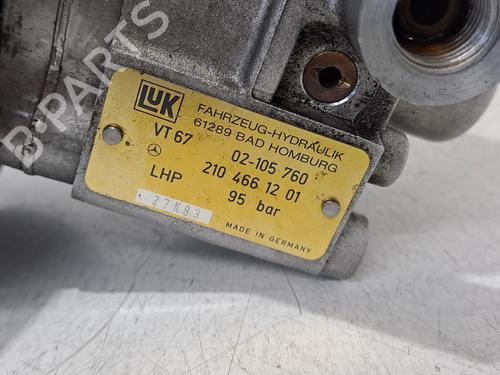 LuK
FAHRZEUG-HYDRAULIK
61289 BAD HOMBURG
VT 67
02-105 760
210 466 12 01
LHP
95 bar
27K93
MADE IN GERMANY
B-PARTS